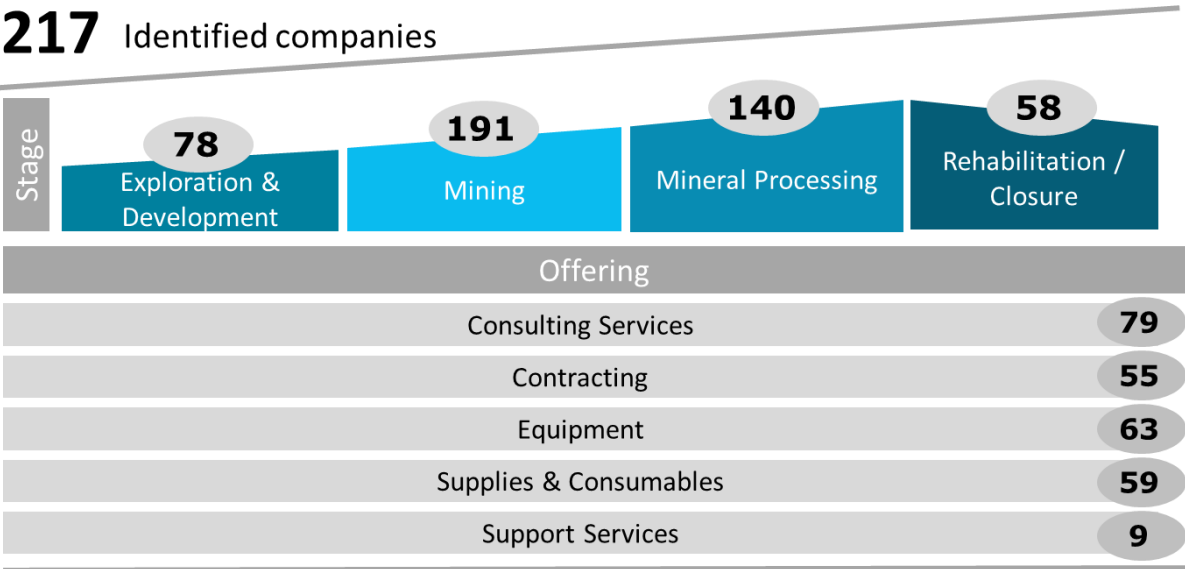 217 Identified companies
Stage
78
Exploration &
Development
191
Mining
140
Mineral Processing
58
Rehabilitation /
Closure
Offering
Consulting Services 79
Contracting 55
Equipment 63
Supplies & Consumables 59
Support Services 9